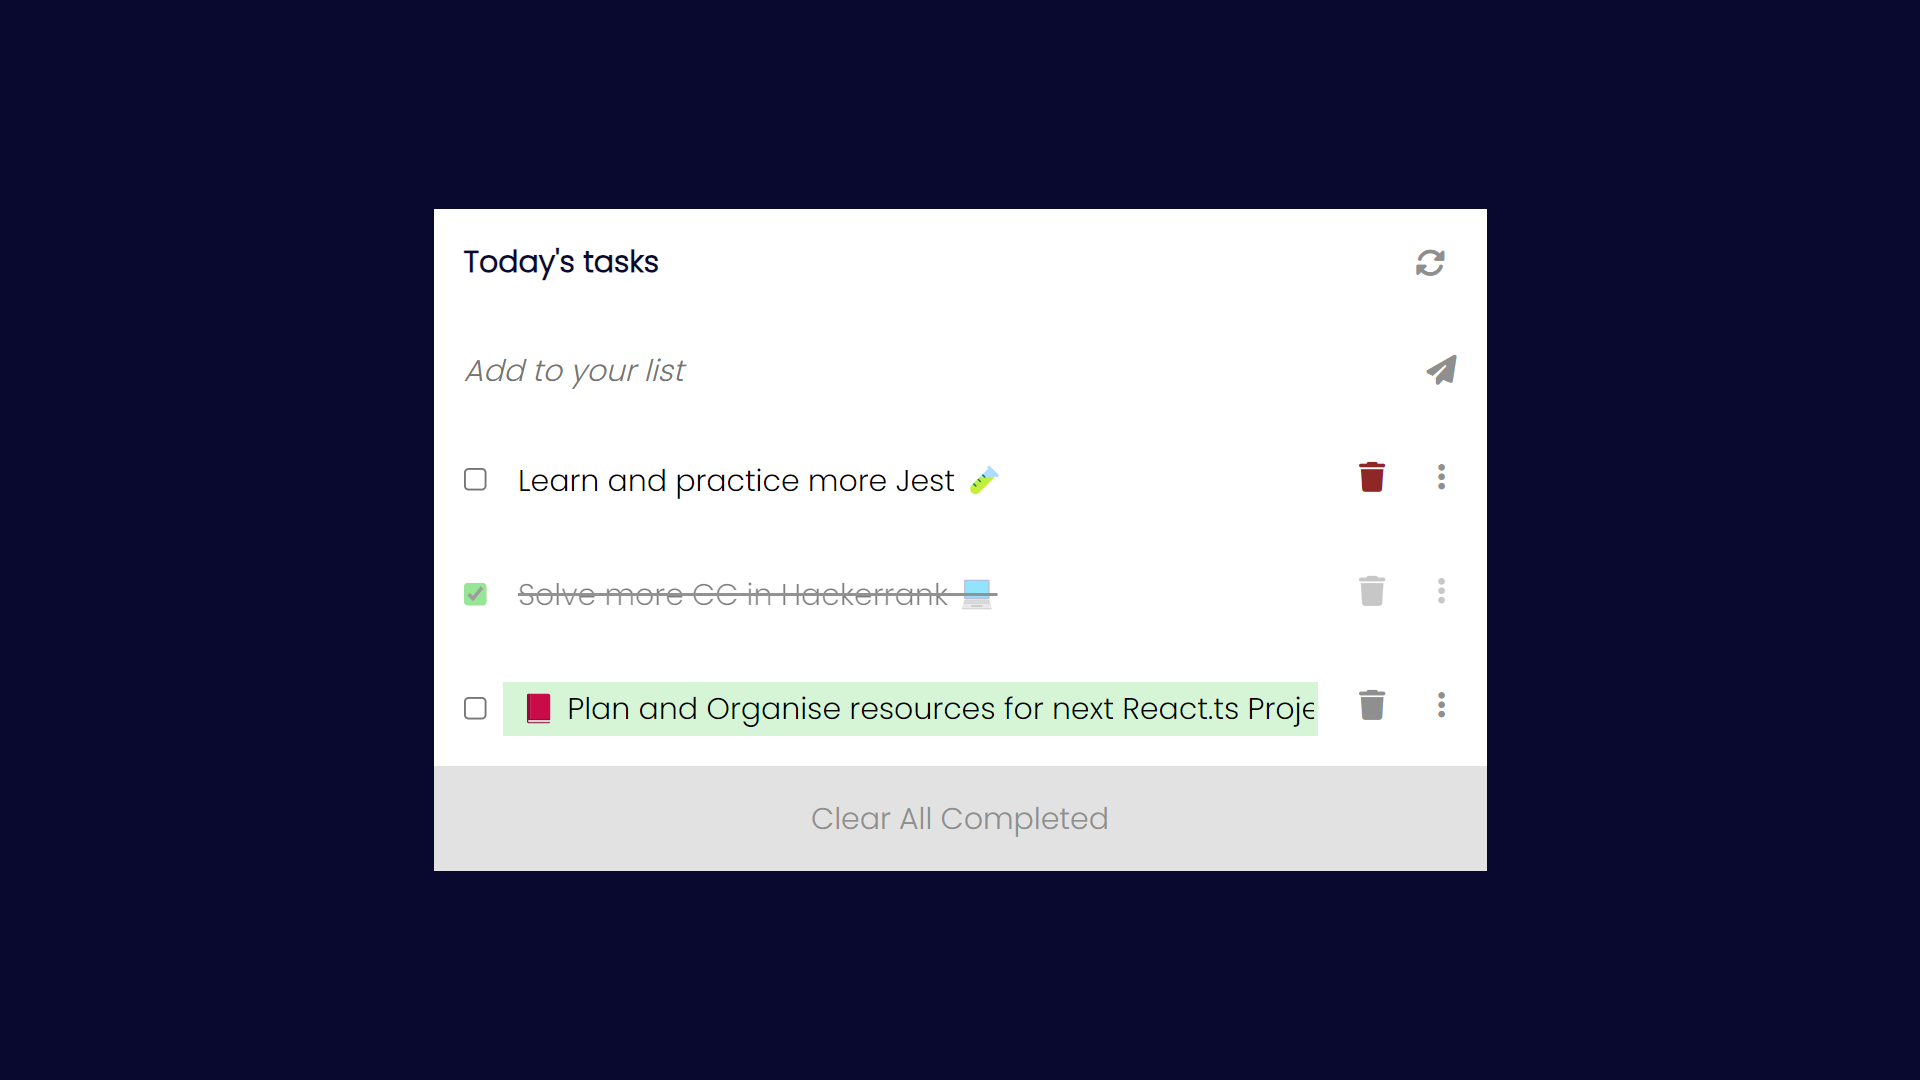 Today's tasks
Add to your list
Learn and practice more Jest 🧪
Solve more CC in Hackerrank 💻
📕 Plan and Organise resources for next React.ts Proje
Clear All Completed